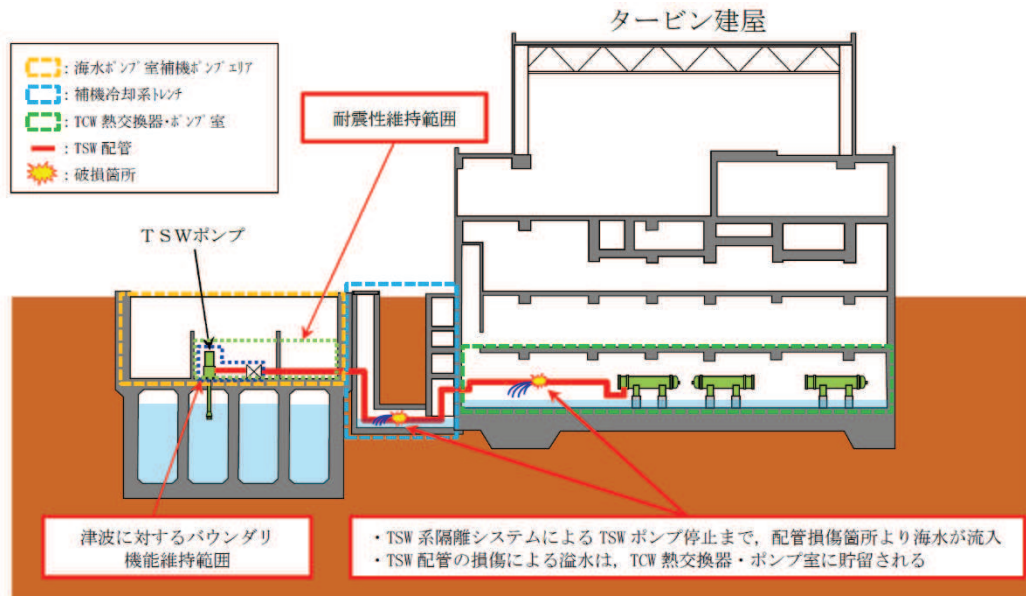 タービン建屋
：海水ﾎﾟﾝﾌﾟ室補機ﾎﾟﾝﾌﾟｴﾘｱ
：補機冷却系ﾄﾚﾝﾁ
：TCW 熱交換器・ﾎﾟﾝﾌﾟ室
：TSW 配管
：破損箇所
耐震性維持範囲
ＴＳＷポンプ
津波に対するバウンダリ
機能維持範囲
・TSW 系隔離システムによる TSW ポンプ停止まで，配管損傷箇所より海水が流入
・TSW 配管の損傷による溢水は，TCW 熱交換器・ポンプ室に貯留される